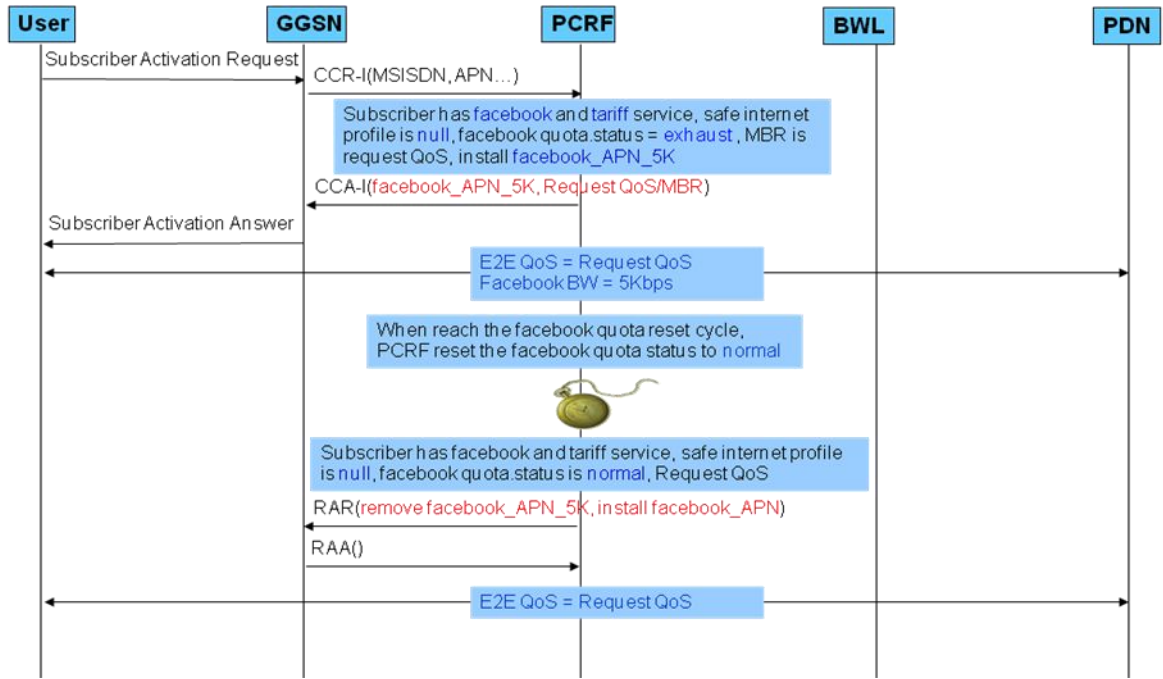 User
GGSN
PCRF
BWL
PDN
Subscriber Activation Request
CCR-I(MSISDN, APN...)
Subscriber has facebook and tariff service, safe internet
profile is null, facebook quota.status = exhaust , MBR is
request QoS, install facebook_APN_5K
CCA-I(facebook_APN_5K, Request QoS/MBR)
Subscriber Activation Answer
E2E QoS = Request QoS
Facebook BW = 5Kbps
When reach the facebook quota reset cycle,
PCRF reset the facebook quota status to normal
Subscriber has facebook and tariff service, safe internet profile
is null, facebook quota.status is normal, Request QoS
RAR(remove facebook_APN_5K, install facebook_APN)
RAA()
E2E QoS = Request QoS